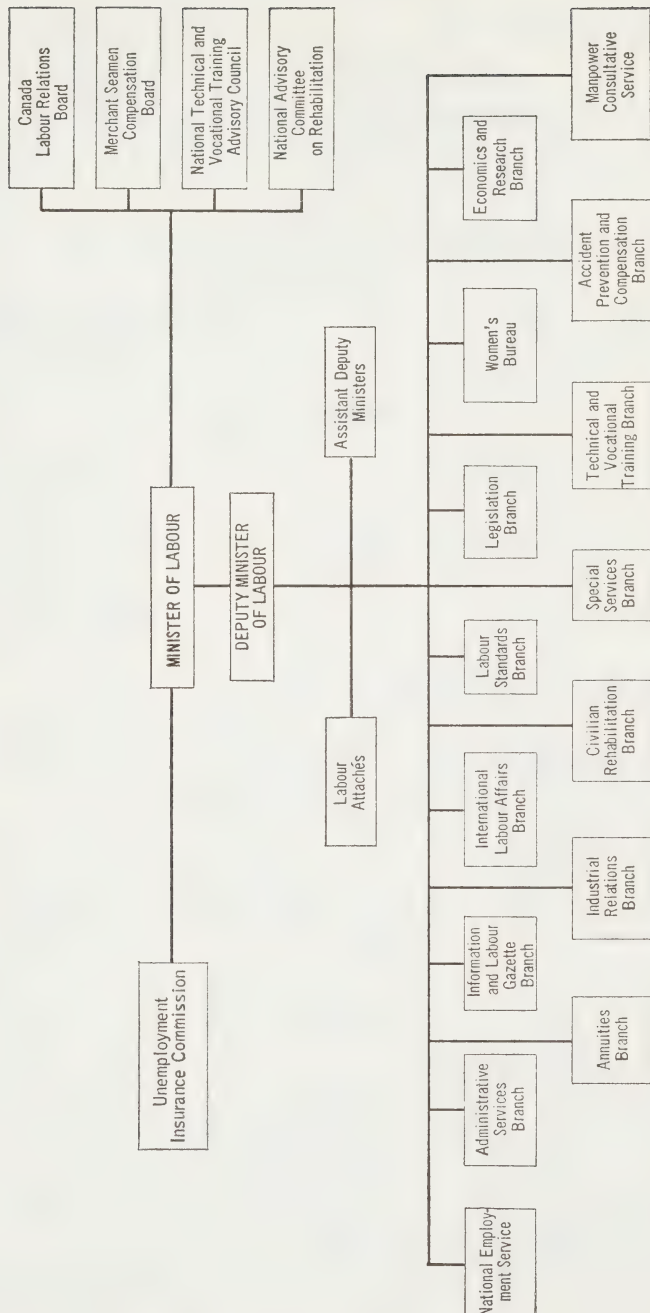 Canada
Labour Relations
Board
Merchant Seamen
Compensation
Board
National Technical and
Vocational Training
Advisory Council
National Advisory
Committee
on Rehabilitation
MINISTER OF LABOUR
Unemployment
Insurance Commission
DEPUTY MINISTER
OF LABOUR
Labour
Attachés
Assistant Deputy
Ministers
National Employ-
ment Service
Administrative
Services
Branch
Information
and Labour
Gazette
Branch
International
Labour Affairs
Branch
Labour
Standards
Branch
Legislation
Branch
Women's
Bureau
Economics and
Research
Branch
Annuities
Branch
Industrial
Relations
Branch
Civilian
Rehabilitation
Branch
Special
Services
Branch
Technical and
Vocational
Training Branch
Accident
Prevention and
Compensation
Branch
Manpower
Consultative
Service